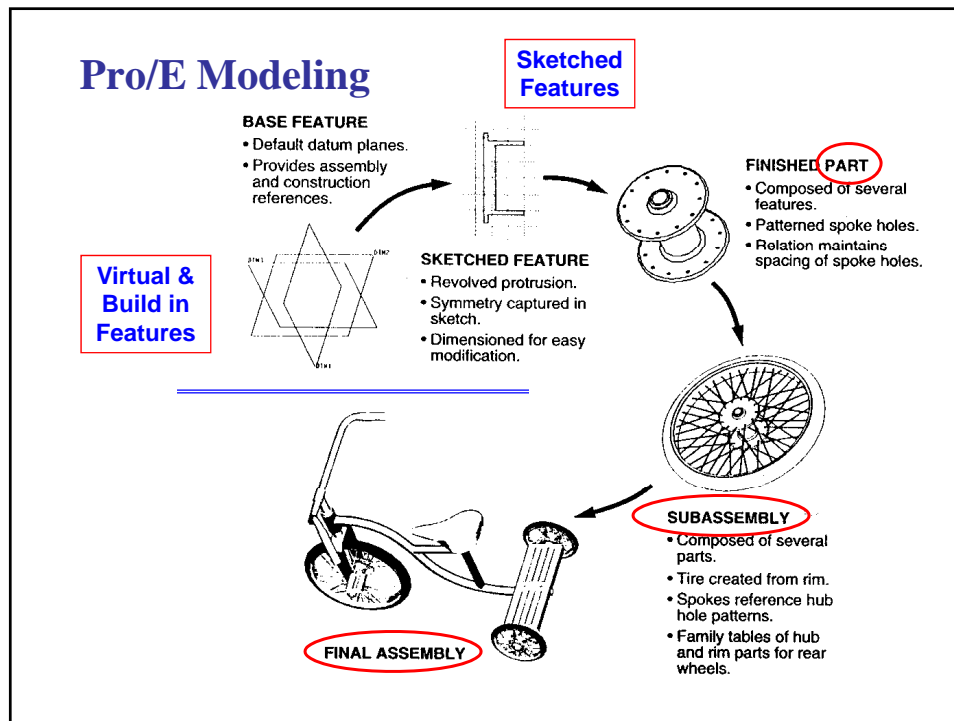 Pro/E Modeling
Sketched
Features
BASE FEATURE
• Default datum planes.
• Provides assembly
and construction
references.
DTM1
DTM2
Virtual &
Build in
Features
SKETCHED FEATURE
• Revolved protrusion.
• Symmetry captured in
sketch.
• Dimensioned for easy
modification.
FINISHED PART
• Composed of several
features.
• Patterned spoke holes.
• Relation maintains
spacing of spoke holes.
SUBASSEMBLY
• Composed of several
parts.
• Tire created from rim.
• Spokes reference hub
hole patterns.
• Family tables of hub
and rim parts for rear
wheels.
FINAL ASSEMBLY